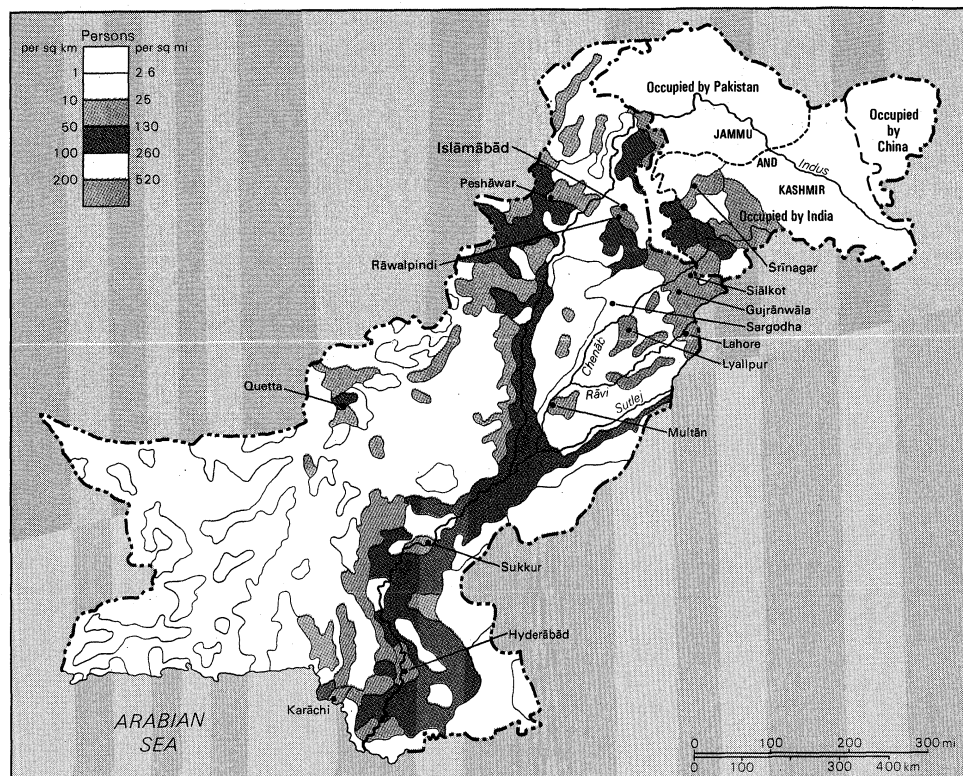 Persons
per sq km per sq mi
1 2.6
10 25
50 130
100 260
200 520
Occupied by Pakistan
Occupied by China
JAMMU
AND
KASHMIR
Indus
Occupied by India
Islāmābād
Peshāwar
Rāwalpindi
Srīnagar
Siālkot
Gujrānwāla
Sargodha
Lahore
Lyallpur
Chenāb
Rāvi
Sutlej
Quetta
Multān
Sukkur
Hyderābād
Karāchi
ARABIAN
SEA
0 100 200 300 mi
0 100 300 400 km